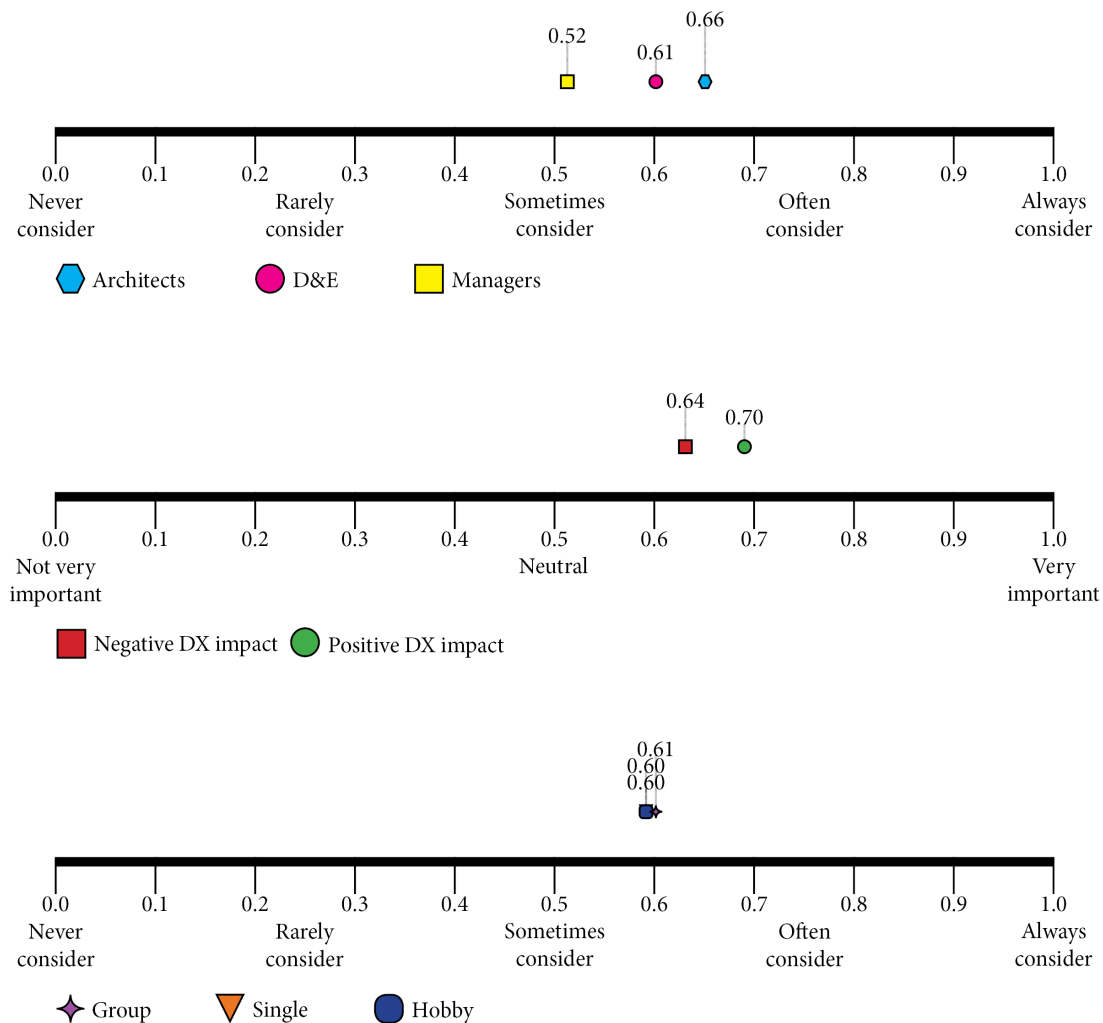 0.66
0.52
0.61
0.0 0.1 0.2 0.3 0.4 0.5 0.6 0.7 0.8 0.9 1.0
Never Rarely Sometimes Often Always
consider consider consider consider consider
Architects D&E Managers
0.64
0.70
0.0 0.1 0.2 0.3 0.4 0.5 0.6 0.7 0.8 0.9 1.0
Not very Neutral Very
important important
Negative DX impact Positive DX impact
0.61
0.60
0.60
0.0 0.1 0.2 0.3 0.4 0.5 0.6 0.7 0.8 0.9 1.0
Never Rarely Sometimes Often Always
consider consider consider consider consider
Group Single Hobby